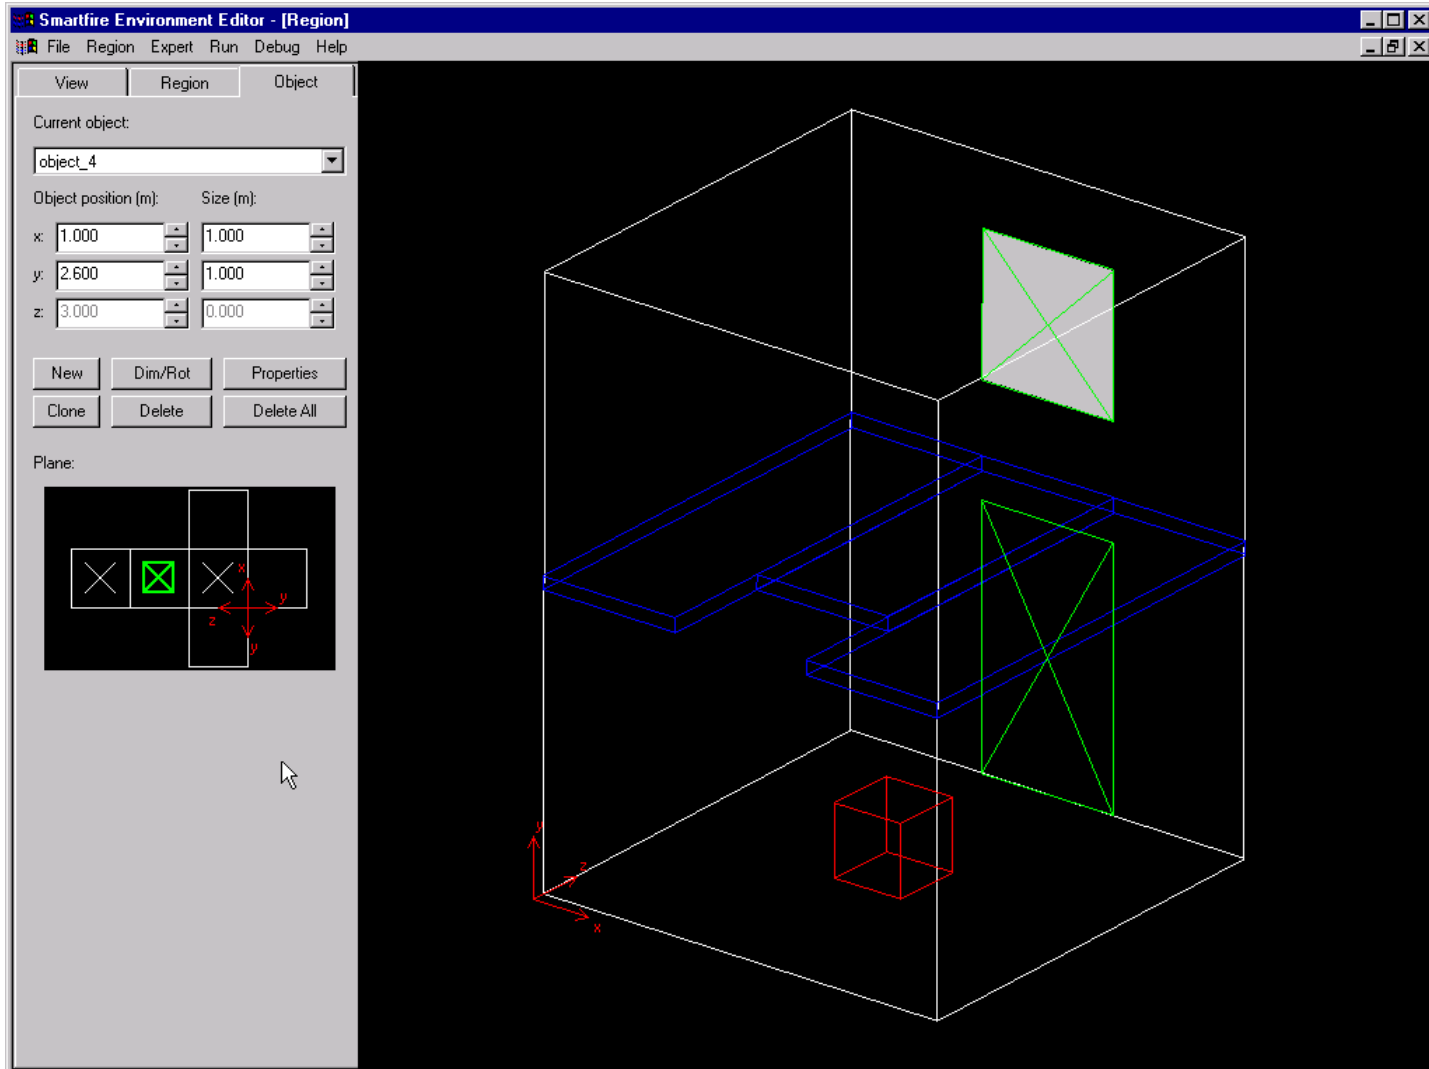 Smartfire Environment Editor - [Region]
File Region Expert Run Debug Help
View Region Object
Current object:
object_4
Object position (m): Size (m):
x: 1.000 1.000
y: 2.600 1.000
z: 3.000 0.000
New Dim/Rot Properties
Clone Delete Delete All
Plane:
x
y
z
y
y
z
x